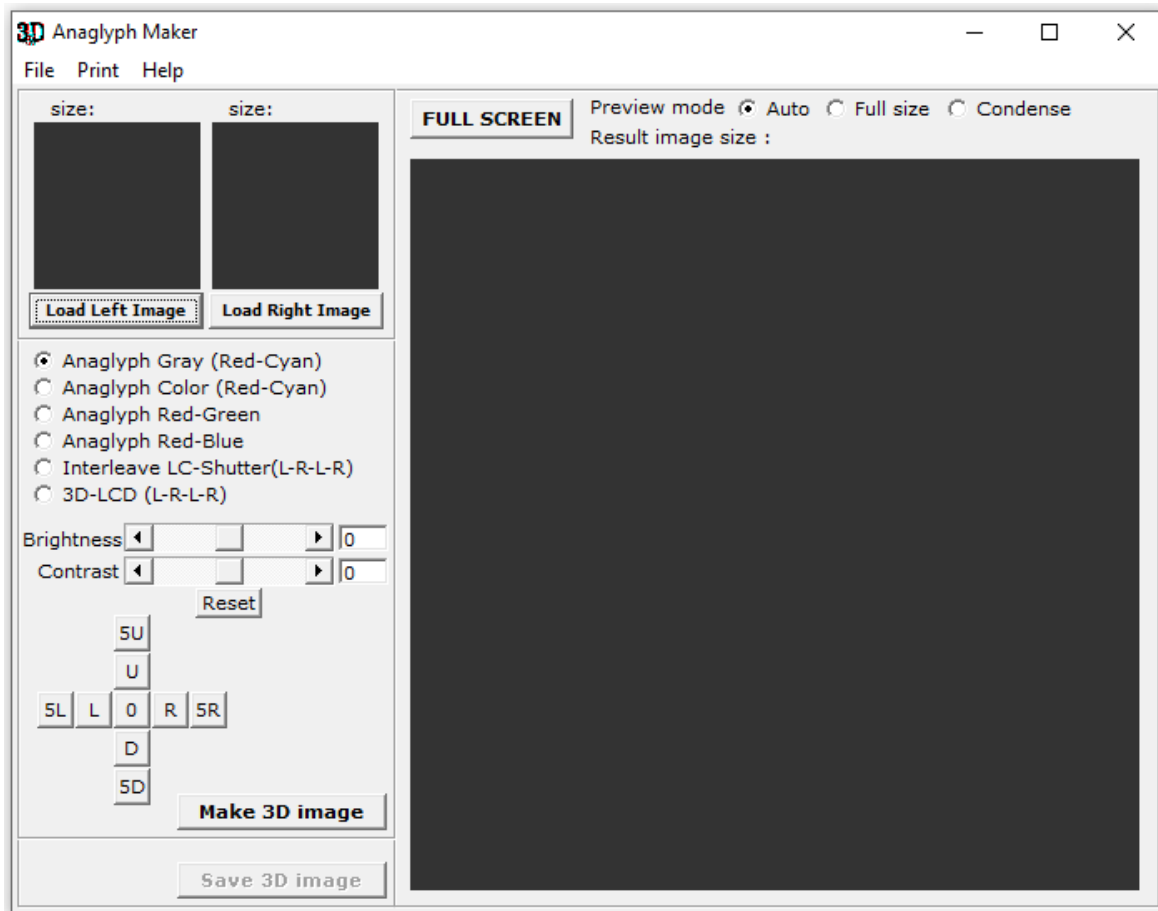 3D Anaglyph Maker
File Print Help
size: size:
Load Left Image Load Right Image
Anaglyph Gray (Red-Cyan)
Anaglyph Color (Red-Cyan)
Anaglyph Red-Green
Anaglyph Red-Blue
Interleave LC-Shutter(L-R-L-R)
3D-LCD (L-R-L-R)
Brightness 0
Contrast 0
Reset
5U
U
5L L 0 R 5R
D
5D
Make 3D image
Save 3D image
FULL SCREEN Preview mode Auto Full size Condense
Result image size :